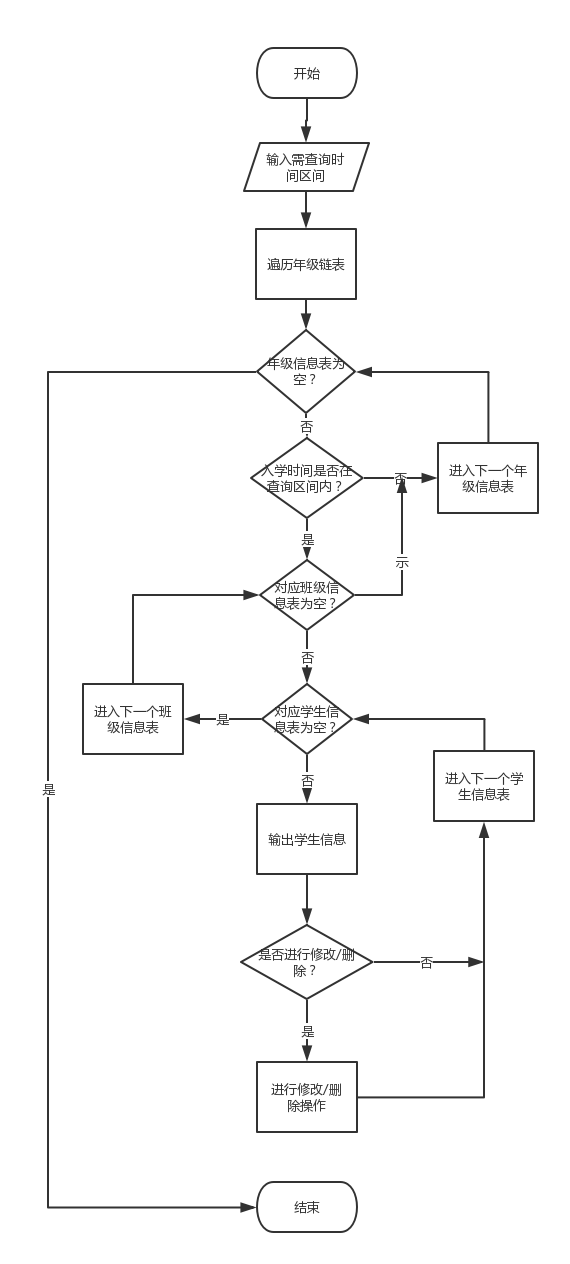 开始
输入需查询时
间区间
遍历年级链表
年级信息表为
空？
否
入学时间是否在
查询区间内？
否
进入下一个年
级信息表
是
对应班级信
息表为空？
示
否
进入下一个班
级信息表
是
对应学生信
息表为空？
进入下一个学
生信息表
否
是
输出学生信息
是否进行修改/删
除？
否
是
进行修改/删
除操作
结束